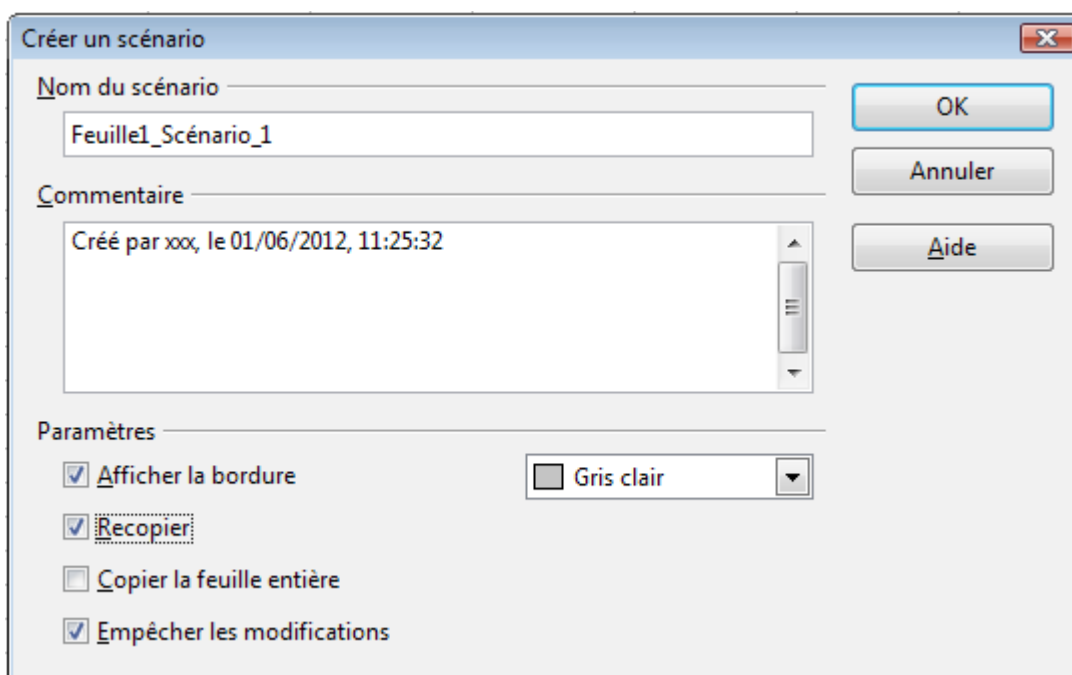 Créer un scénario
Nom du scénario
Feuille1_Scénario_1
Commentaire
Créé par xxx, le 01/06/2012, 11:25:32
OK
Annuler
Aide
Paramètres
Afficher la bordure
Gris clair
Recopier
Copier la feuille entière
Empêcher les modifications